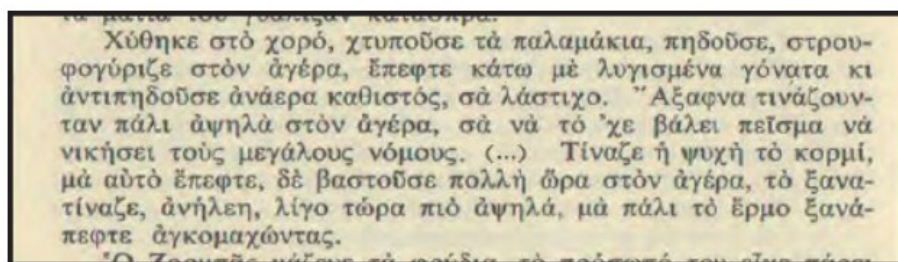 Χύθηκε στὸ χορό, χτυποῦσε τὰ παλαμάκια, πηδοῦσε, στρου-
φογύριζε στὸν ἀγέρα, ἔπεφτε κάτω μὲ λυγισμένα γόνατα κι
ἀντιπηδοῦσε ἀνάερα καθιστός, σὰ λάστιχο. Ἄξαφνα τινάζουν-
ταν πάλι ἀψηλὰ στὸν ἀγέρα, σὰ νὰ τό ’χε βάλει πεῖσμα νὰ
νικήσει τοὺς μεγάλους νόμους. (...) Τίναζε ἡ ψυχὴ τὸ κορμί,
μὰ αὐτὸ ἔπεφτε, δὲ βαστοῦσε πολλὴ ὥρα στὸν ἀγέρα, τὸ ξανα-
τίναζε, ἀνήλεη, λίγο τώρα πιὸ ἀψηλά, μὰ πάλι τὸ ἔρμο ξανά-
πεφτε ἀγκομαχώντας.